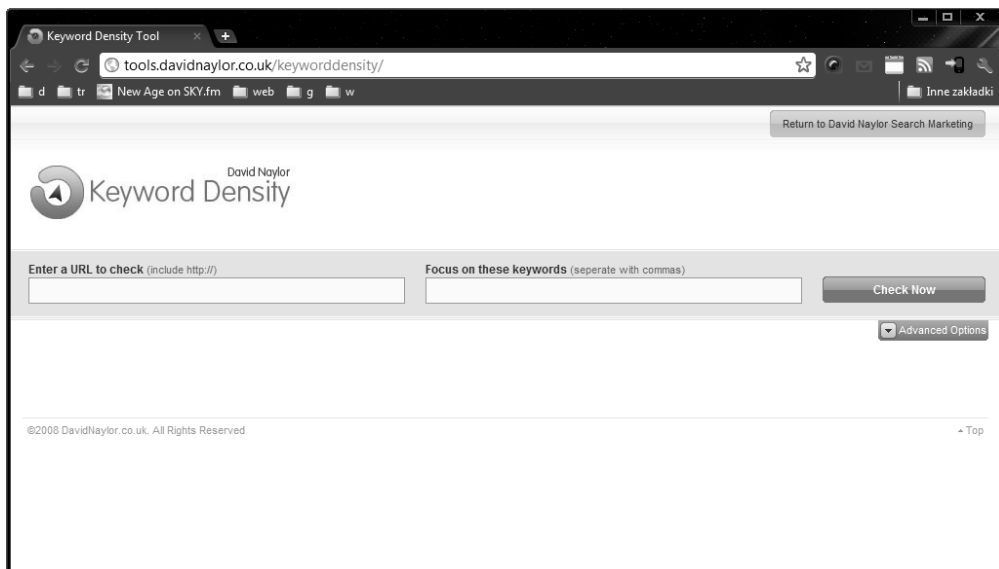 Keyword Density Tool
tools.davidnaylor.co.uk/keyworddensity/
d tr New Age on SKY.fm web g w Inne zakładki
Return to David Naylor Search Marketing
David Naylor
Keyword Density
Enter a URL to check (include http://) Focus on these keywords (seperate with commas)
Check Now
Advanced Options
©2008 DavidNaylor.co.uk. All Rights Reserved Top